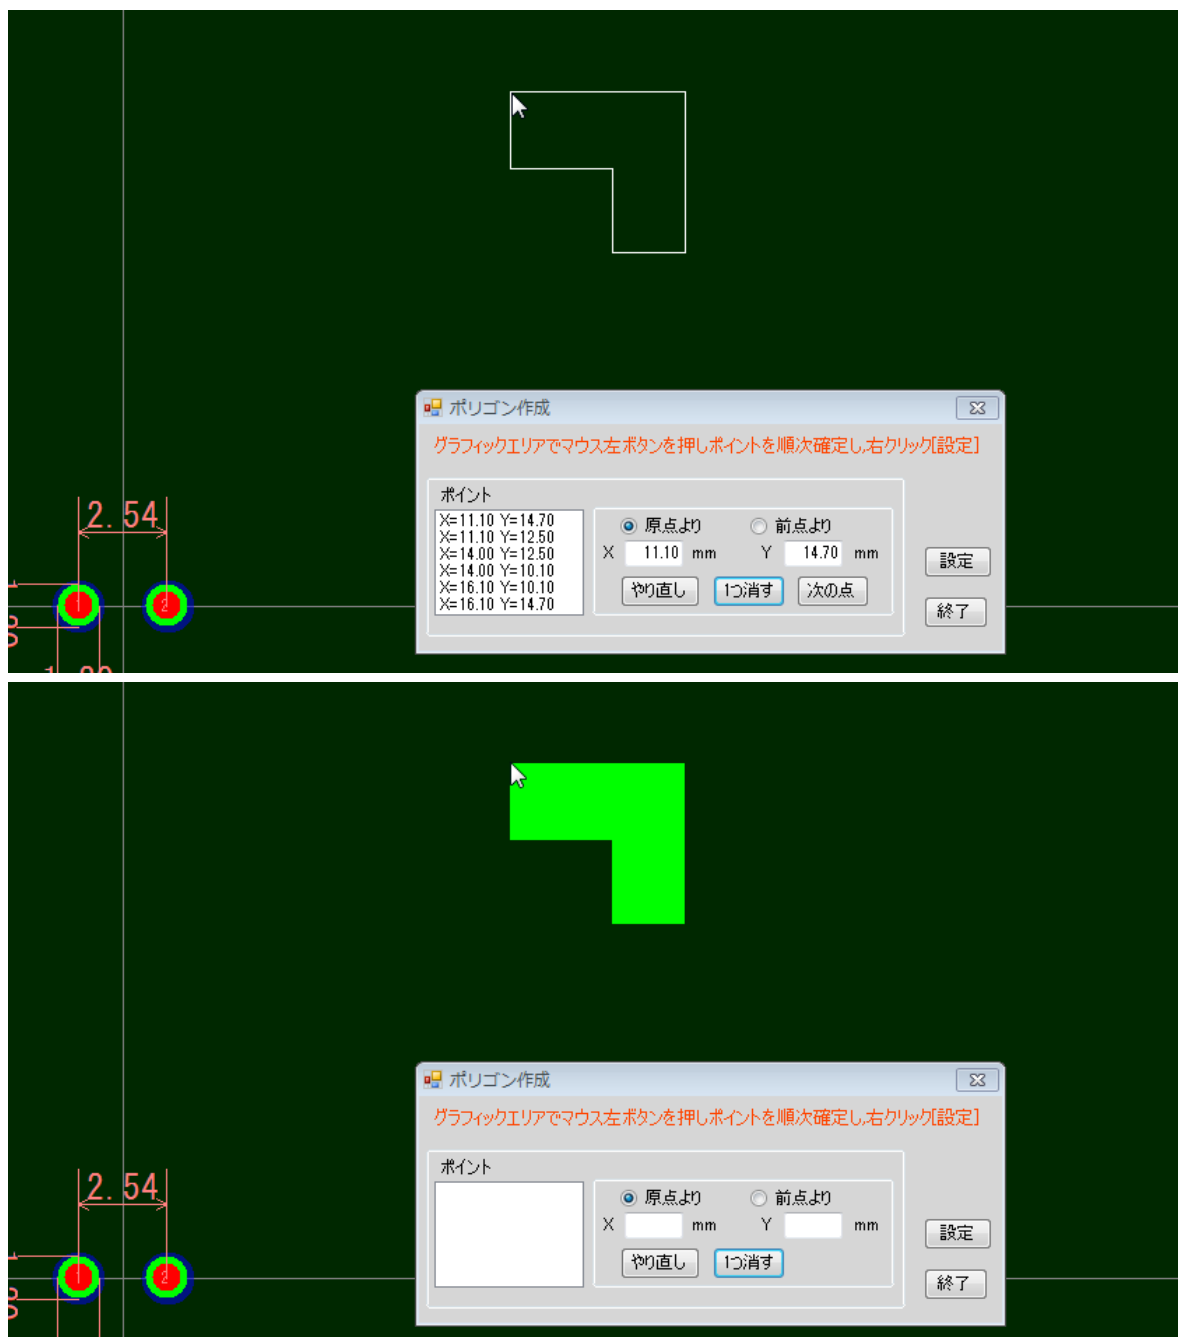 ポリゴン作成
グラフィックエリアでマウス左ボタンを押しポイントを順次確定し,右クリック[設定]
ポイント
X=11.10 Y=14.70
X=11.10 Y=12.50
X=14.00 Y=12.50
X=14.00 Y=10.10
X=16.10 Y=10.10
X=16.10 Y=14.70
原点より 前点より
X 11.10 mm Y 14.70 mm
やり直し 1つ消す 次の点
設定
終了
2.54
1 2
ポリゴン作成
グラフィックエリアでマウス左ボタンを押しポイントを順次確定し,右クリック[設定]
ポイント
原点より 前点より
X mm Y mm
やり直し 1つ消す
設定
終了
2.54
1 2